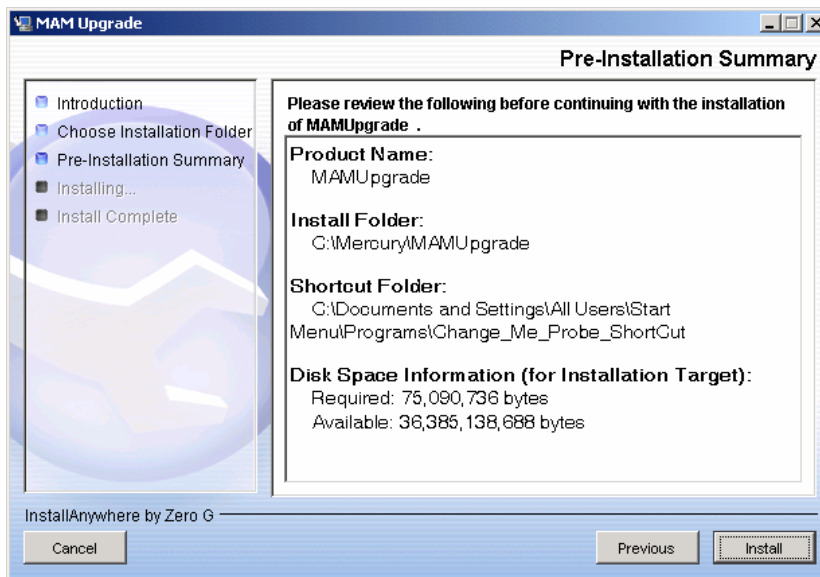 MAM Upgrade
Pre-Installation Summary
Introduction
Choose Installation Folder
Pre-Installation Summary
Installing...
Install Complete
Please review the following before continuing with the installation
of MAMUpgrade .
Product Name:
MAMUpgrade
Install Folder:
C:\Mercury\MAMUpgrade
Shortcut Folder:
C:\Documents and Settings\All Users\Start
Menu\Programs\Change_Me_Probe_ShortCut
Disk Space Information (for Installation Target):
Required: 75,090,736 bytes
Available: 36,385,138,688 bytes
InstallAnywhere by Zero G
Cancel
Previous
Install